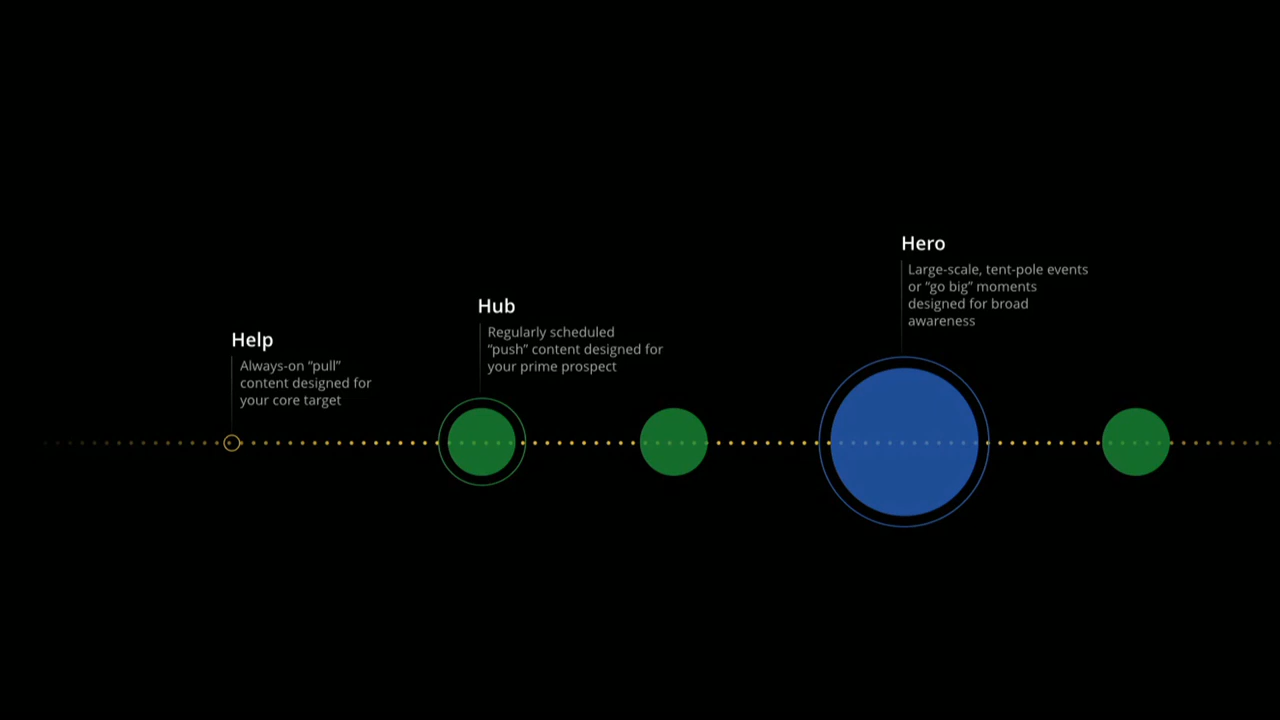 Help
Always-on “pull”
content designed for
your core target
Hub
Regularly scheduled
“push” content designed for
your prime prospect
Hero
Large-scale, tent-pole events
or “go big” moments
designed for broad
awareness